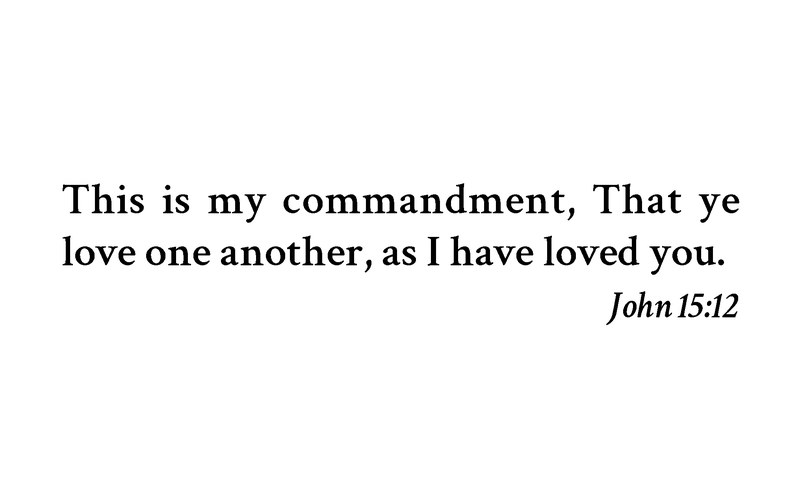 This is my commandment, That ye
love one another, as I have loved you.
John 15:12